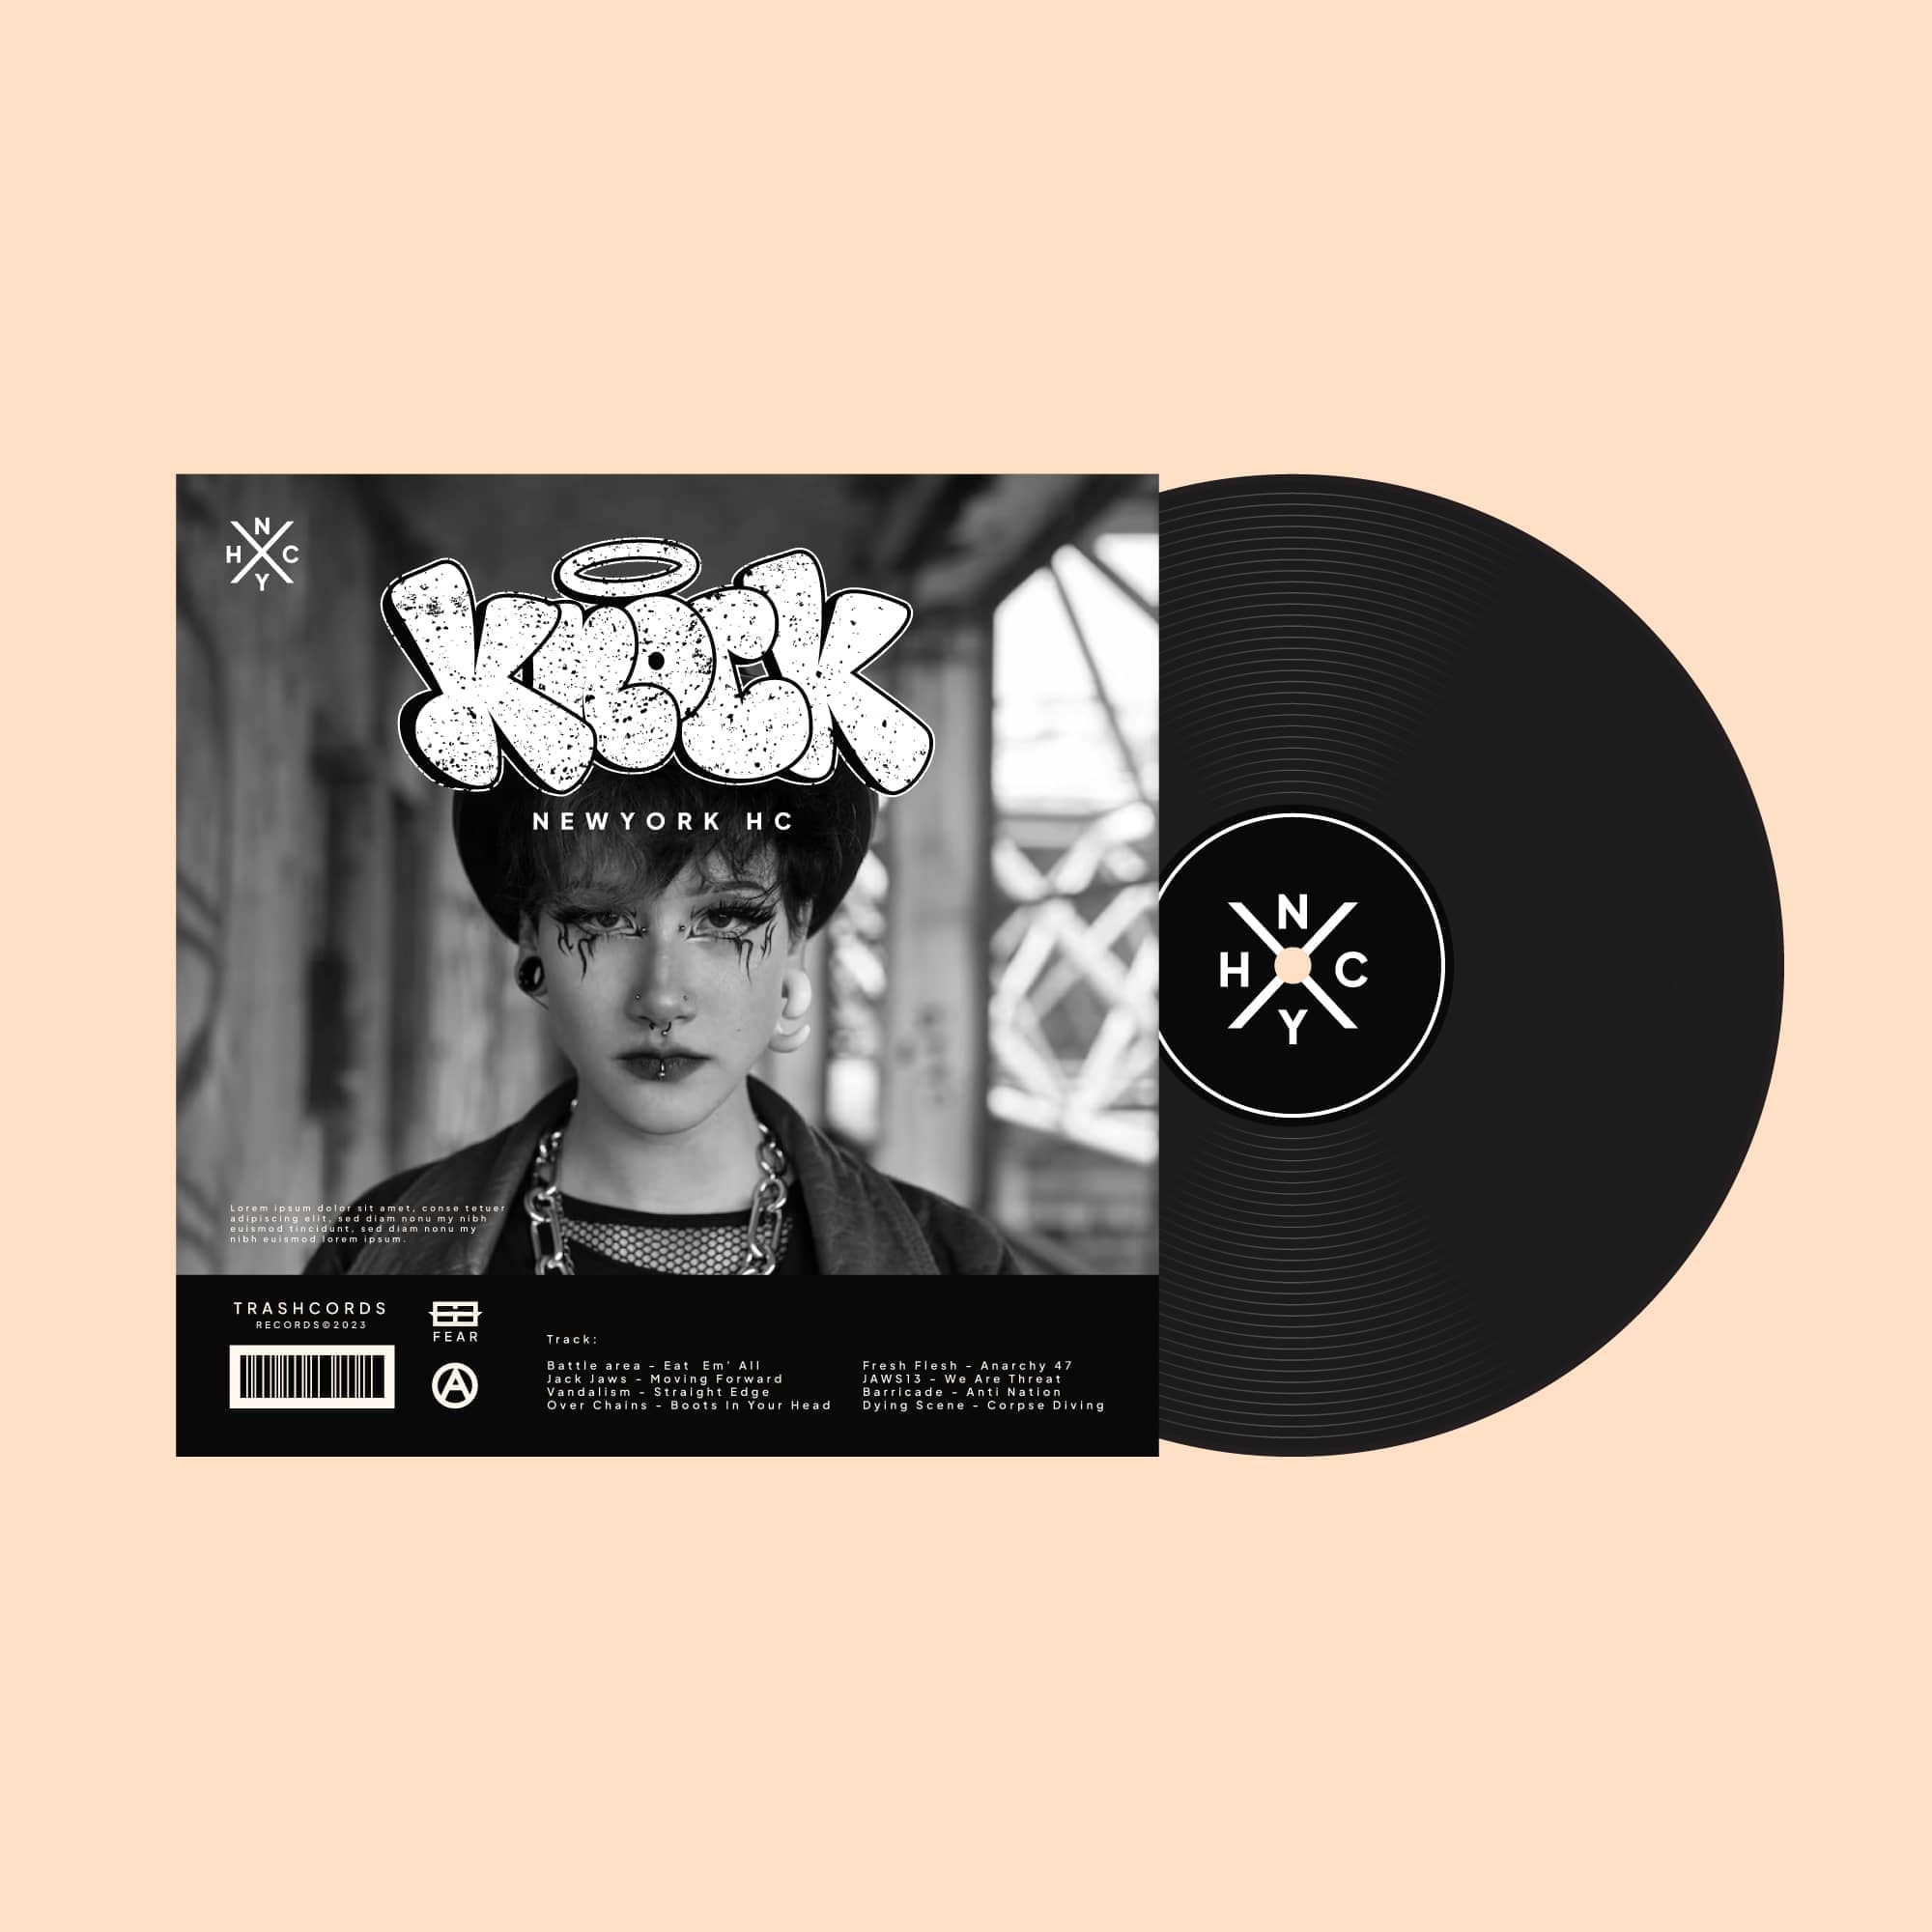 N
H C
Y
KNOCK
NEWYORK HC
N
H C
Y
Lorem ipsum dolor sit amet, conse tetuer
adipiscing elit, sed diam nonu my nibh
euismod tincidunt, sed diam nonu my
nibh euismod lorem ipsum.
TRASHCORDS
RECORDS©2023
FEAR
A
Track:
Battle area - Eat Em' All
Jack Jaws - Moving Forward
Vandalism - Straight Edge
Over Chains - Boots In Your Head
Fresh Flesh - Anarchy 47
JAWS13 - We Are Threat
Barricade - Anti Nation
Dying Scene - Corpse Diving